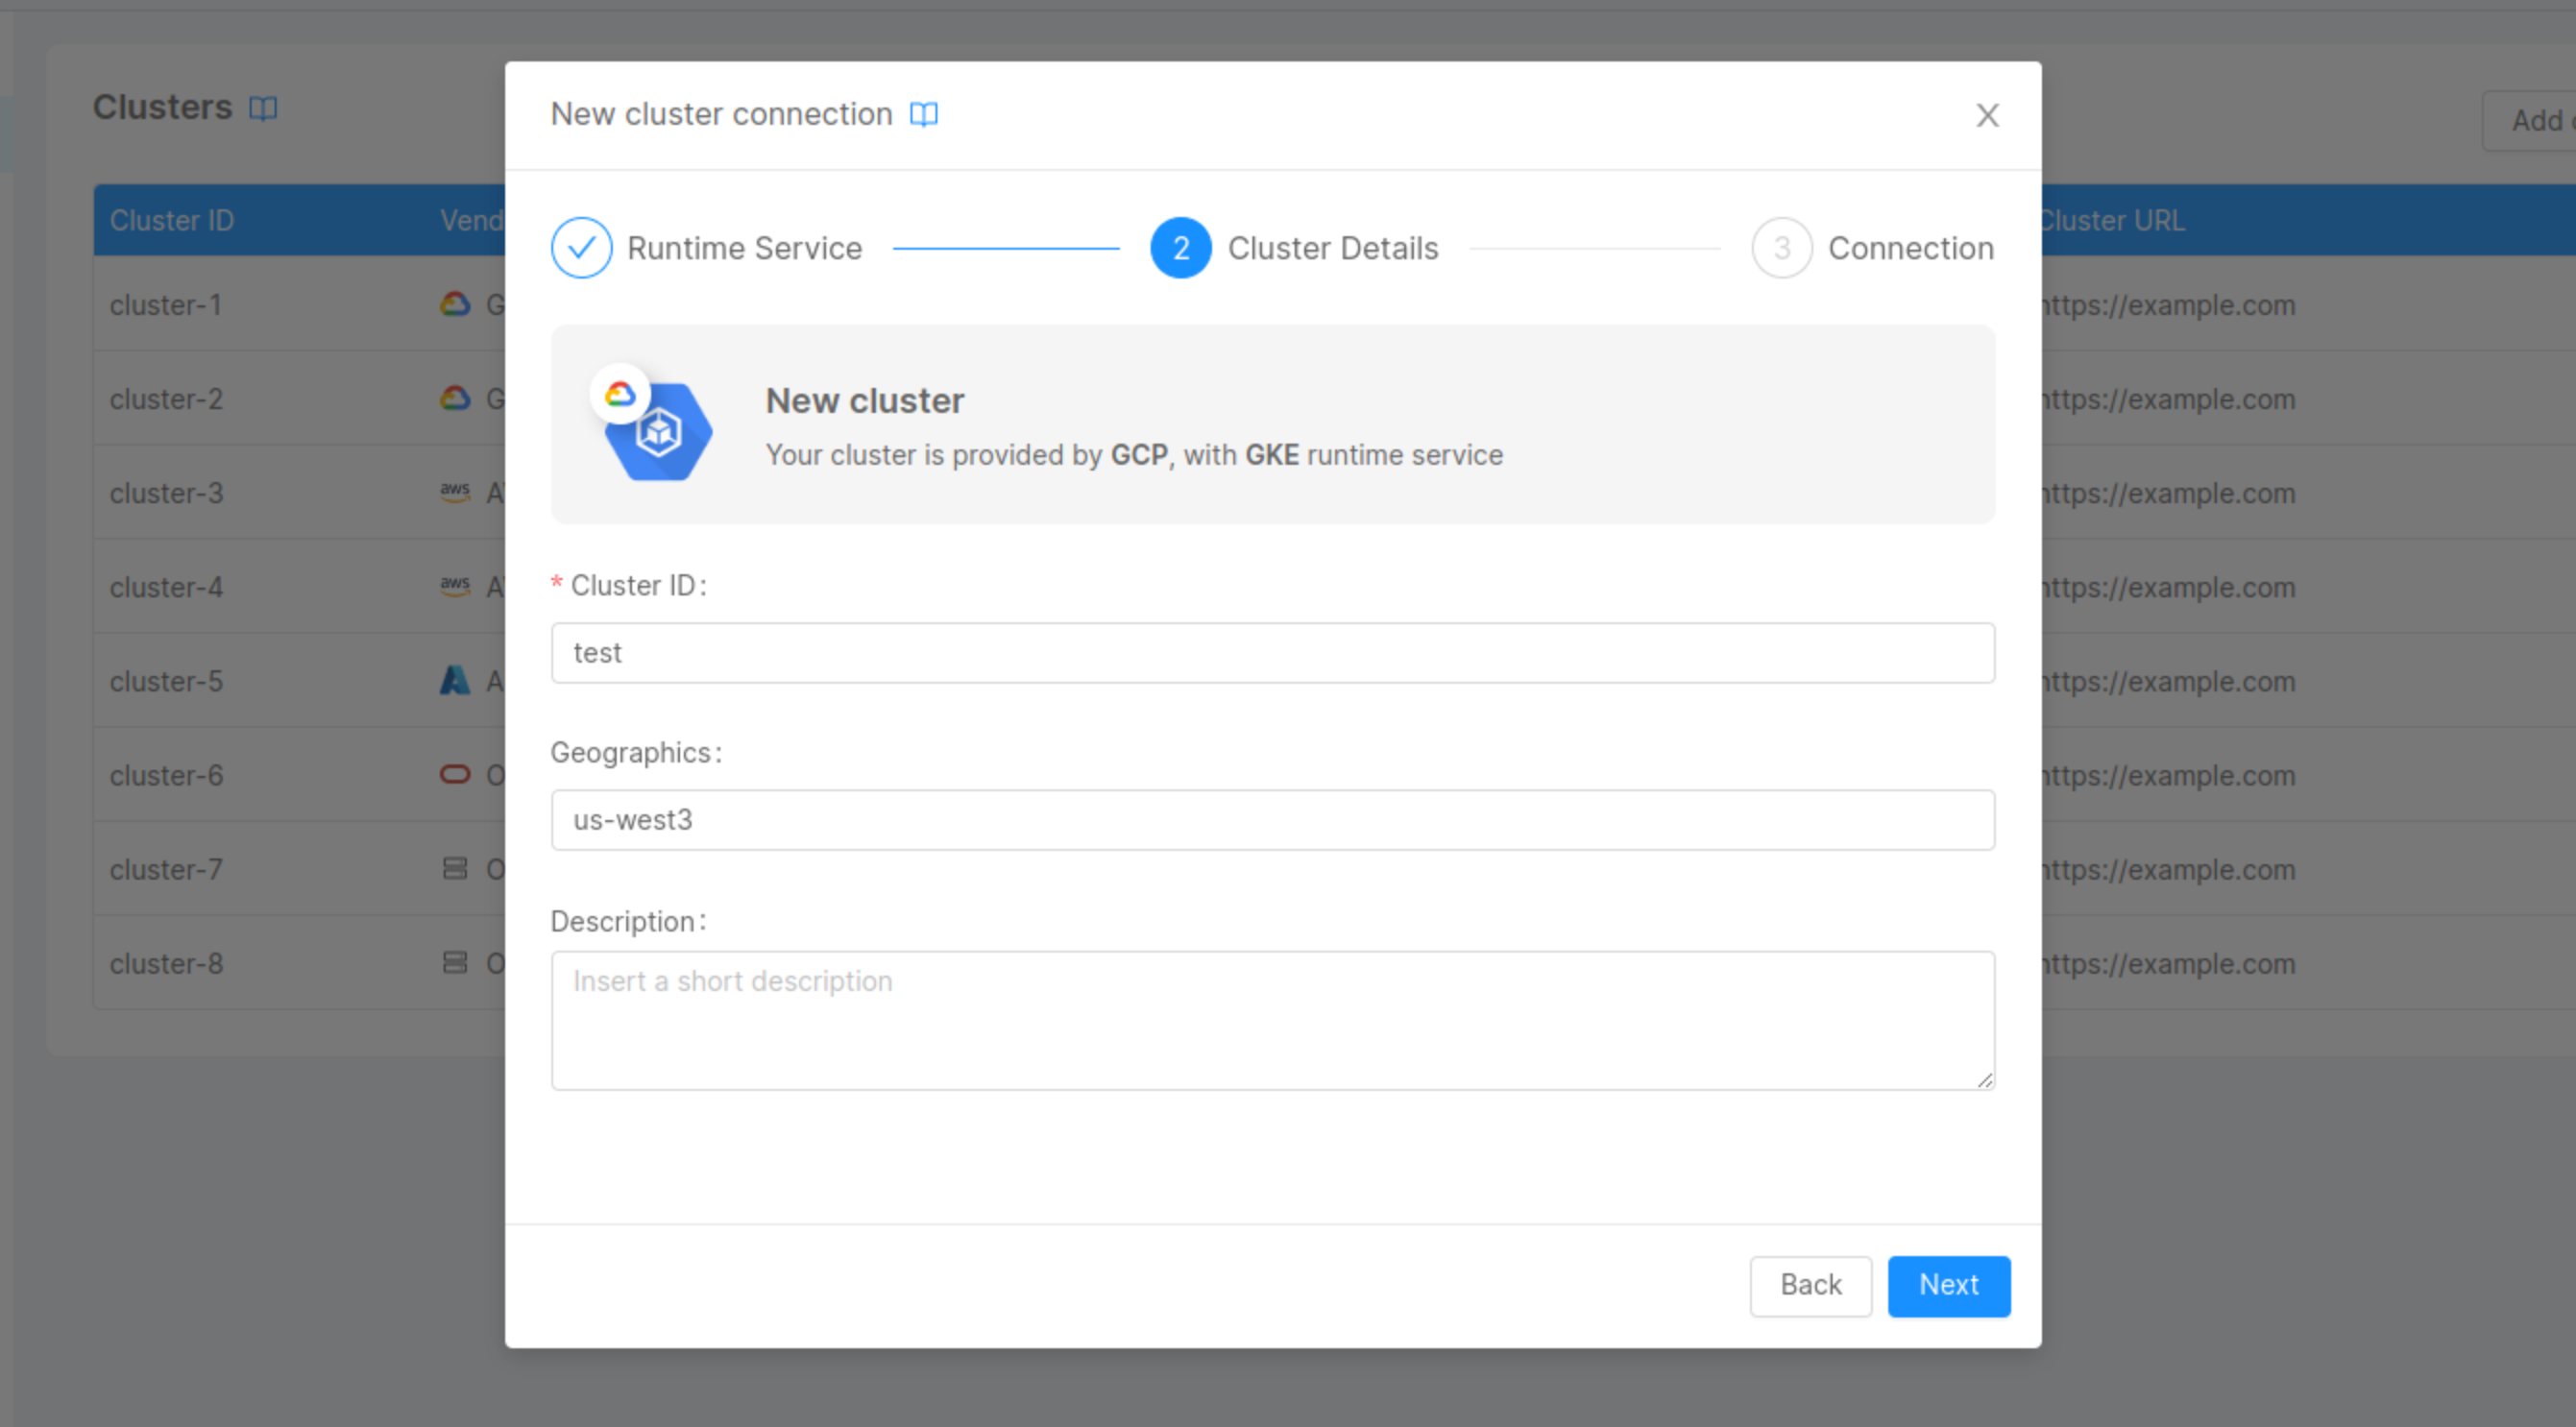 Clusters
Add
Cluster ID Vend Cluster URL
cluster-1 G https://example.com
cluster-2 G https://example.com
cluster-3 aws A https://example.com
cluster-4 aws A https://example.com
cluster-5 A https://example.com
cluster-6 O https://example.com
cluster-7 O https://example.com
cluster-8 O https://example.com
New cluster connection
Runtime Service 2 Cluster Details 3 Connection
New cluster
Your cluster is provided by GCP, with GKE runtime service
* Cluster ID:
test
Geographics:
us-west3
Description:
Insert a short description
Back Next